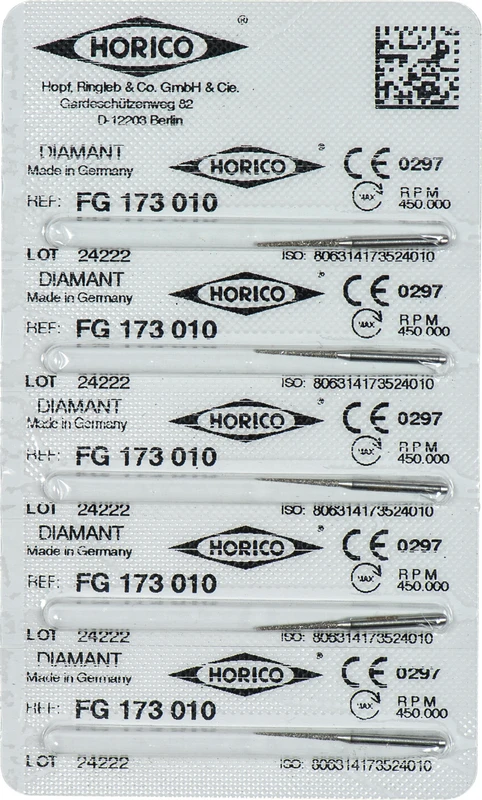 HORICO ®
Hopf, Ringleb & Co. GmbH & Cie.
Gardeschützenweg 82
D-12203 Berlin
DIAMANT HORICO ® CE 0297
Made in Germany
REF: FG 173 010 MAX RPM 450.000
LOT 24222 ISO: 806314173524010
DIAMANT HORICO ® CE 0297
Made in Germany
REF: FG 173 010 MAX RPM 450.000
LOT 24222 ISO: 806314173524010
DIAMANT HORICO ® CE 0297
Made in Germany
REF: FG 173 010 MAX RPM 450.000
LOT 24222 ISO: 806314173524010
DIAMANT HORICO ® CE 0297
Made in Germany
REF: FG 173 010 MAX RPM 450.000
LOT 24222 ISO: 806314173524010
DIAMANT HORICO ® CE 0297
Made in Germany
REF: FG 173 010 MAX RPM 450.000
LOT 24222 ISO: 806314173524010